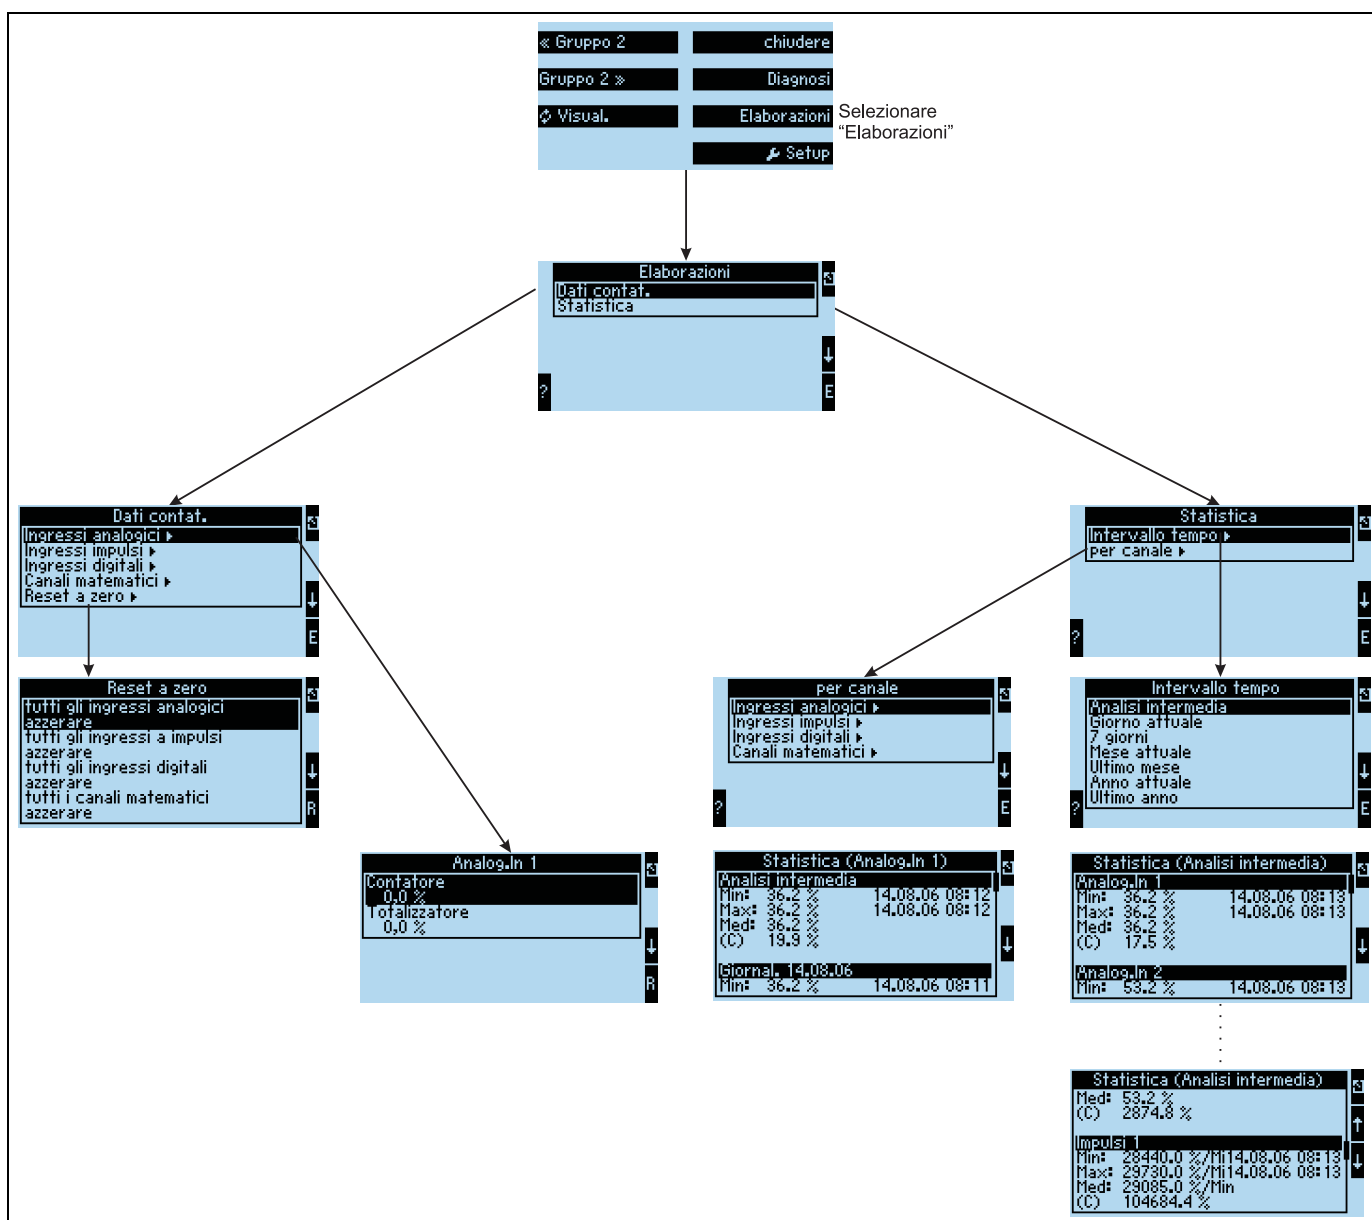 « Gruppo 2
chiudere
Gruppo 2 »
Diagnosi
Visual.
Elaborazioni
Setup
Selezionare
“Elaborazioni”
Elaborazioni
Dati contat.
Statistica
?
↓
E
Dati contat.
Ingressi analogici ▸
Ingressi impulsi ▸
Ingressi digitali ▸
Canali matematici ▸
Reset a zero ▸
↓
E
Statistica
Intervallo tempo ▸
per canale ▸
?
↓
E
Reset a zero
tutti gli ingressi analogici
azzerare
tutti gli ingressi a impulsi
azzerare
tutti gli ingressi digitali
azzerare
tutti i canali matematici
azzerare
↓
R
per canale
Ingressi analogici ▸
Ingressi impulsi ▸
Ingressi digitali ▸
Canali matematici ▸
?
↓
E
Intervallo tempo
Analisi intermedia
Giorno attuale
7 giorni
Mese attuale
Ultimo mese
Anno attuale
Ultimo anno
?
↓
E
Analog.In 1
Contatore
0,0 %
Totalizzatore
0,0 %
↓
R
Statistica (Analog.In 1)
Analisi intermedia
Min: 36.2 % 14.08.06 08:12
Max: 36.2 % 14.08.06 08:12
Med: 36.2 %
(C) 19.9 %
Giornal. 14.08.06
Min: 36.2 % 14.08.06 08:11
↓
Statistica (Analisi intermedia)
Analog.In 1
Min: 36.2 % 14.08.06 08:13
Max: 36.2 % 14.08.06 08:13
Med: 36.2 %
(C) 17.5 %
Analog.In 2
Min: 53.2 % 14.08.06 08:13
↓
Statistica (Analisi intermedia)
Med: 53.2 %
(C) 2874.8 %
Impulsi 1
Min: 28440.0 %/Mi14.08.06 08:13
Max: 29730.0 %/Mi14.08.06 08:13
Med: 29085.0 %/Min
(C) 104684.4 %
↑
↓